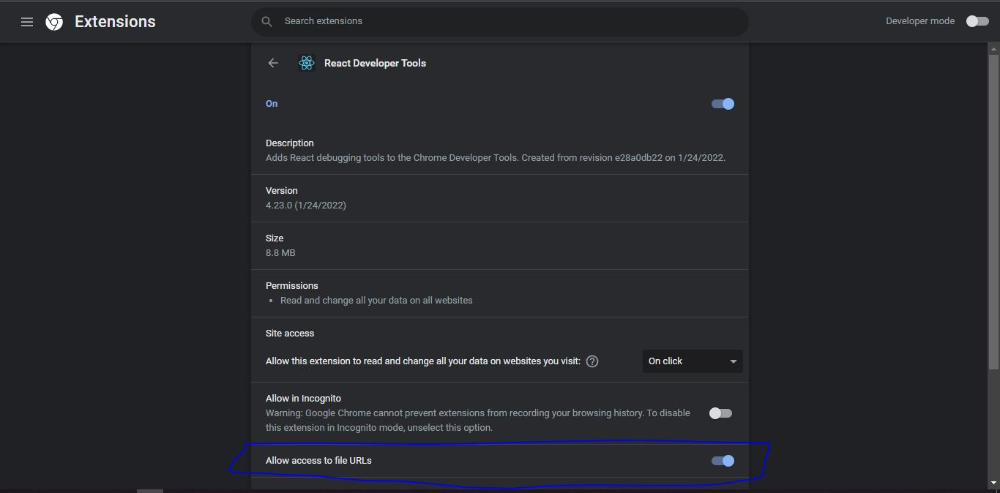 Extensions
Search extensions
Developer mode
React Developer Tools
On
Description
Adds React debugging tools to the Chrome Developer Tools. Created from revision e28a0db22 on 1/24/2022.
Version
4.23.0 (1/24/2022)
Size
8.8 MB
Permissions
• Read and change all your data on all websites
Site access
Allow this extension to read and change all your data on websites you visit: ?
On click
Allow in Incognito
Warning: Google Chrome cannot prevent extensions from recording your browsing history. To disable
this extension in Incognito mode, unselect this option.
Allow access to file URLs